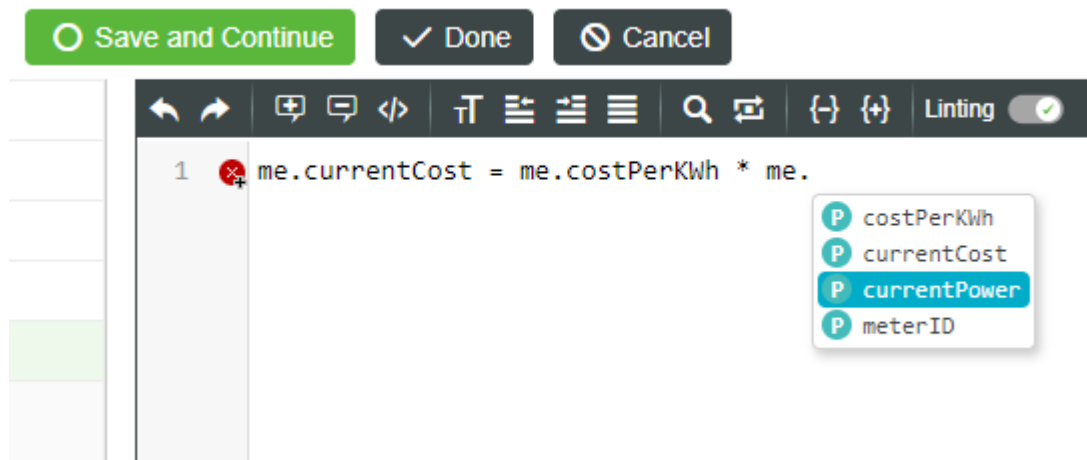 Save and Continue Done Cancel
Linting
1 me.currentCost = me.costPerKWh * me.
P costPerKWh
P currentCost
P currentPower
P meterID